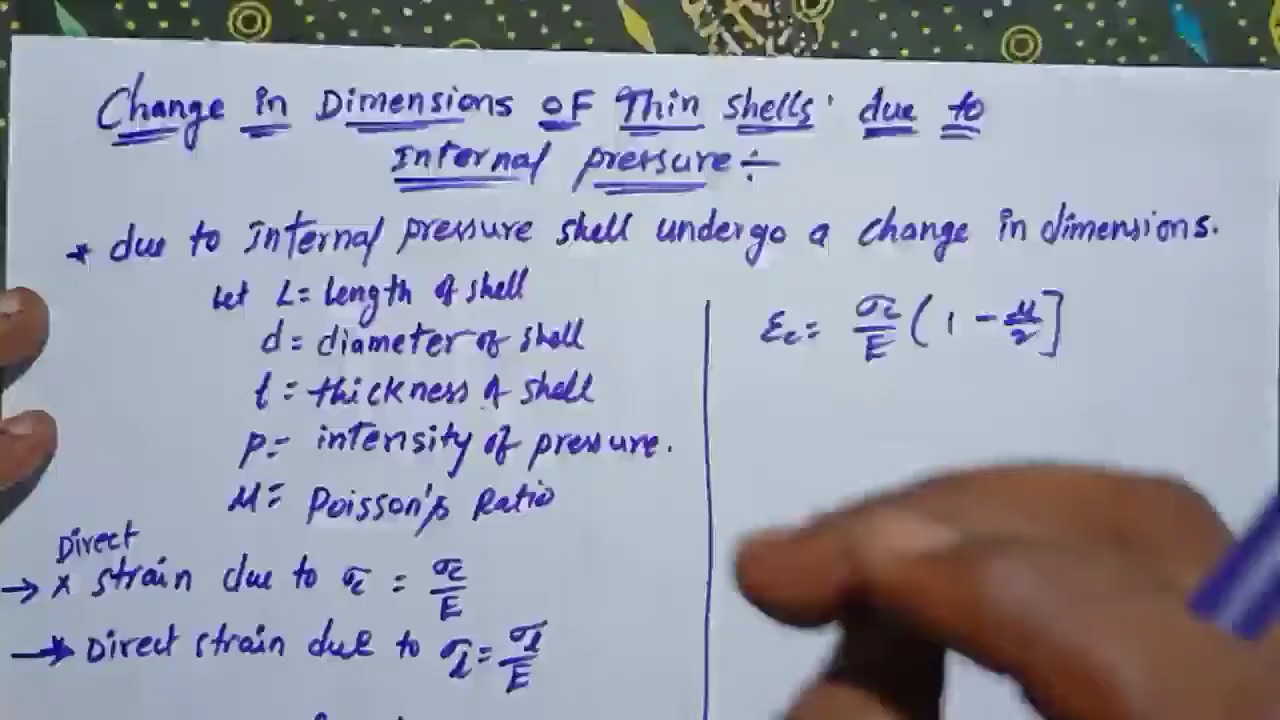 Change in Dimensions of Thin shells due to
Internal pressure ÷
* due to Internal pressure shell undergo a change in dimensions.
Let L = length of shell
d = diameter of shell
t = thickness of shell
p = intensity of pressure.
μ = Poisson's Ratio
Direct
→ × strain due to σc = σc/E
→ Direct strain due to σl = σl/E
εc = σc/E (1 - μ/2]